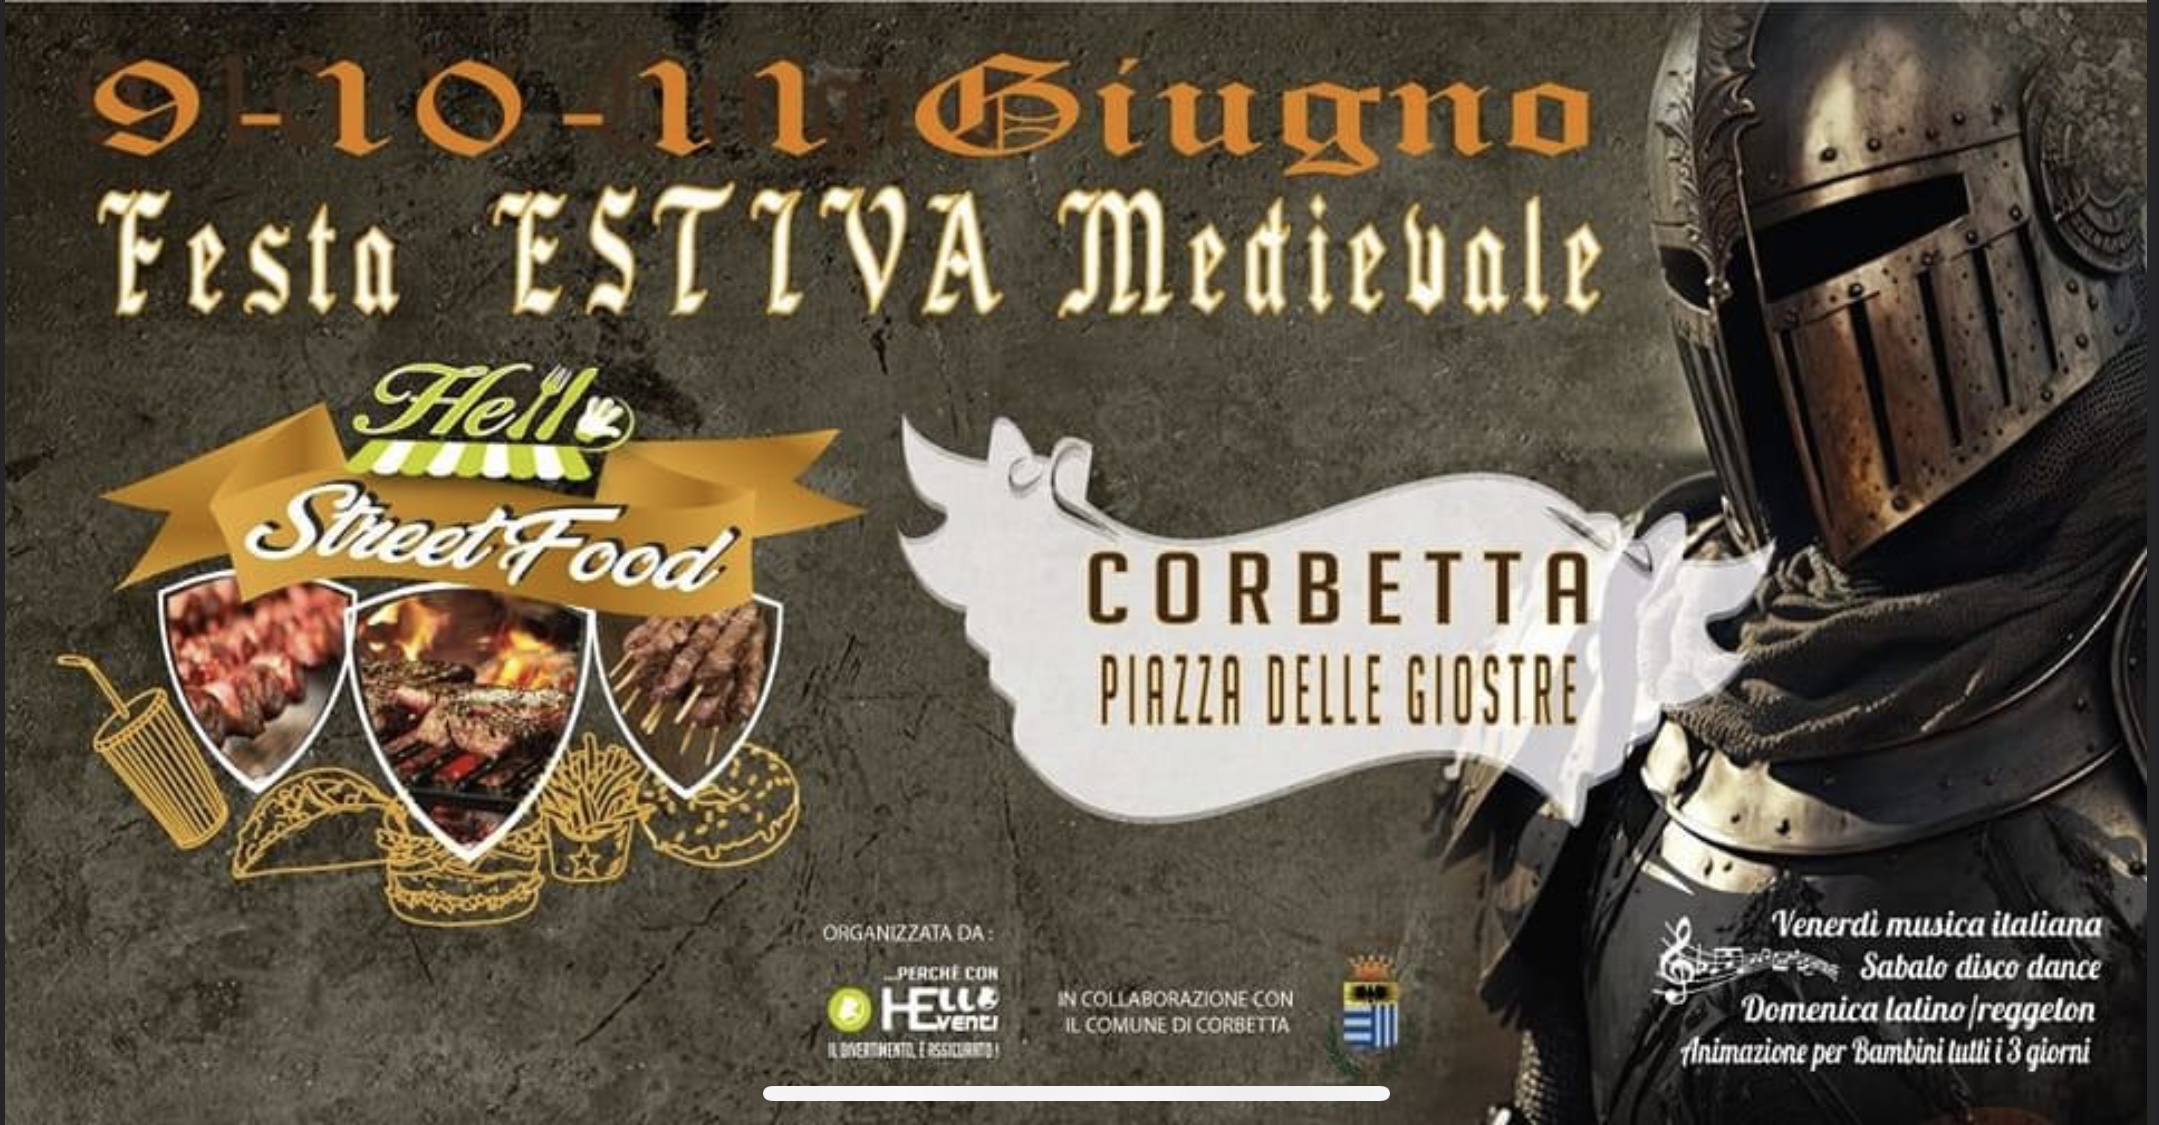 9-10-11 Giugno
Festa ESTIVA Medievale
Hello
Street Food
CORBETTA
PIAZZA DELLE GIOSTRE
ORGANIZZATA DA :
...PERCHÈ CON
HELLO
EVENTI
IL DIVERTIMENTO, È ASSICURATO !
IN COLLABORAZIONE CON
IL COMUNE DI CORBETTA
Venerdì musica italiana
Sabato disco dance
Domenica latino/reggeton
Animazione per Bambini tutti i 3 giorni